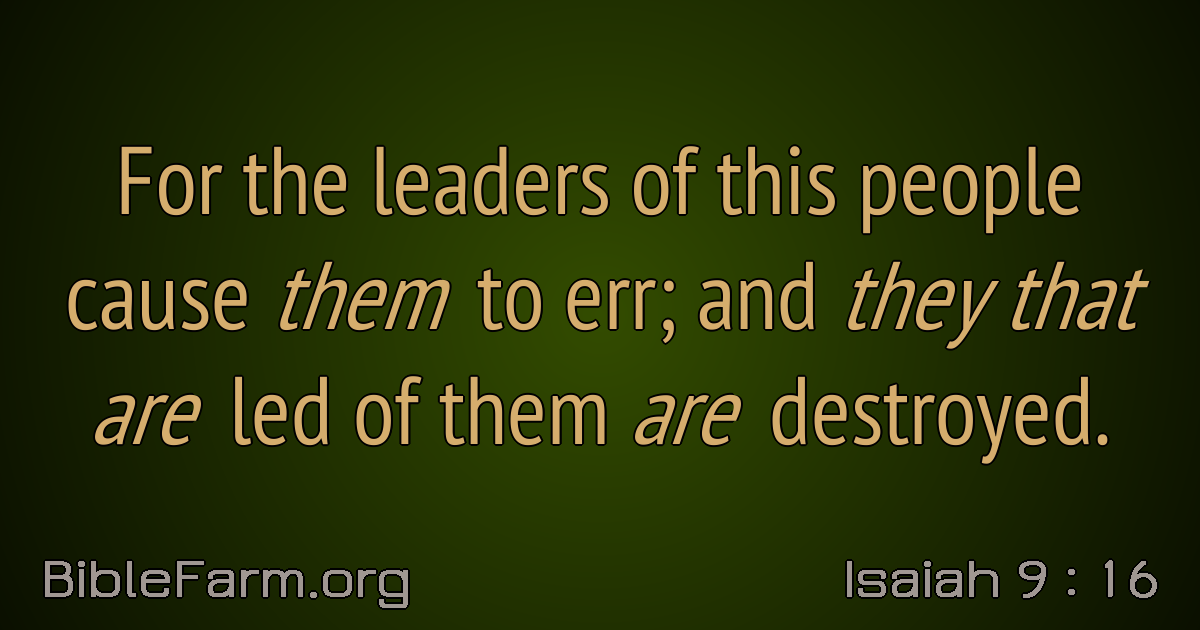 For the leaders of this people
cause them to err; and they that
are led of them are destroyed.
BibleFarm.org
Isaiah 9 : 16